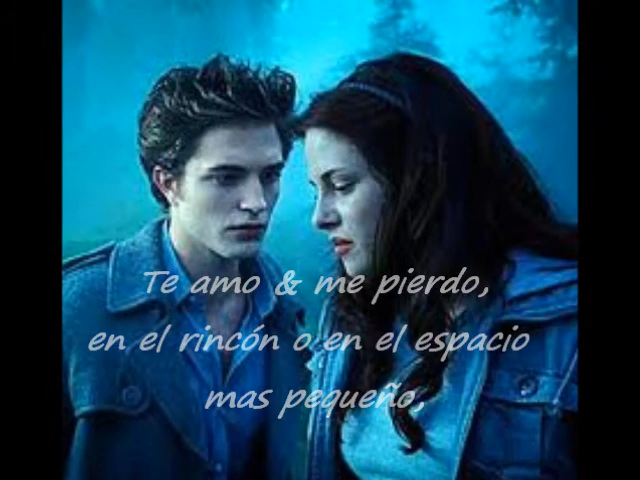 Te amo & me pierdo,
en el rincón o en el espacio
mas pequeño,